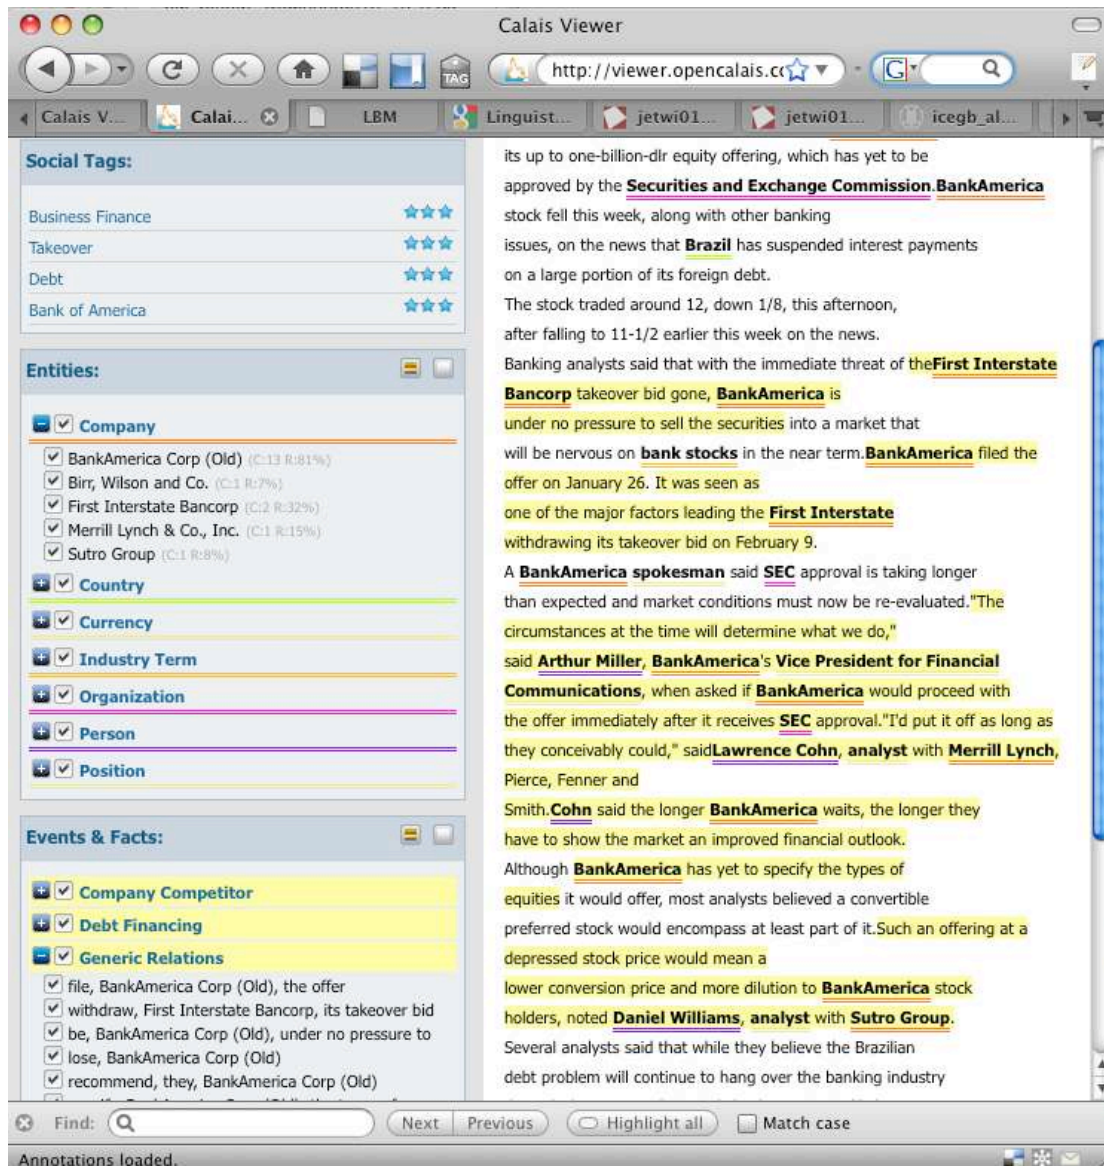 Calais Viewer
TAG
http://viewer.opencalais.cc
G
Calais V...
Calai...
LBM
Linguist...
jetwi01...
jetwi01...
icegb_al...
Social Tags:
Business Finance
Takeover
Debt
Bank of America
Entities:
Company
BankAmerica Corp (Old) (C:13 R:81%)
Birr, Wilson and Co. (C:1 R:7%)
First Interstate Bancorp (C:2 R:32%)
Merrill Lynch & Co., Inc. (C:1 R:15%)
Sutro Group (C:1 R:8%)
Country
Currency
Industry Term
Organization
Person
Position
Events & Facts:
Company Competitor
Debt Financing
Generic Relations
file, BankAmerica Corp (Old), the offer
withdraw, First Interstate Bancorp, its takeover bid
be, BankAmerica Corp (Old), under no pressure to
lose, BankAmerica Corp (Old)
recommend, they, BankAmerica Corp (Old)
its up to one-billion-dlr equity offering, which has yet to be
approved by the Securities and Exchange Commission.BankAmerica
stock fell this week, along with other banking
issues, on the news that Brazil has suspended interest payments
on a large portion of its foreign debt.
The stock traded around 12, down 1/8, this afternoon,
after falling to 11-1/2 earlier this week on the news.
Banking analysts said that with the immediate threat of theFirst Interstate
Bancorp takeover bid gone, BankAmerica is
under no pressure to sell the securities into a market that
will be nervous on bank stocks in the near term.BankAmerica filed the
offer on January 26. It was seen as
one of the major factors leading the First Interstate
withdrawing its takeover bid on February 9.
A BankAmerica spokesman said SEC approval is taking longer
than expected and market conditions must now be re-evaluated."The
circumstances at the time will determine what we do,"
said Arthur Miller, BankAmerica's Vice President for Financial
Communications, when asked if BankAmerica would proceed with
the offer immediately after it receives SEC approval."I'd put it off as long as
they conceivably could," saidLawrence Cohn, analyst with Merrill Lynch,
Pierce, Fenner and
Smith.Cohn said the longer BankAmerica waits, the longer they
have to show the market an improved financial outlook.
Although BankAmerica has yet to specify the types of
equities it would offer, most analysts believed a convertible
preferred stock would encompass at least part of it.Such an offering at a
depressed stock price would mean a
lower conversion price and more dilution to BankAmerica stock
holders, noted Daniel Williams, analyst with Sutro Group.
Several analysts said that while they believe the Brazilian
debt problem will continue to hang over the banking industry
Find:
Next
Previous
Highlight all
Match case
Annotations loaded.